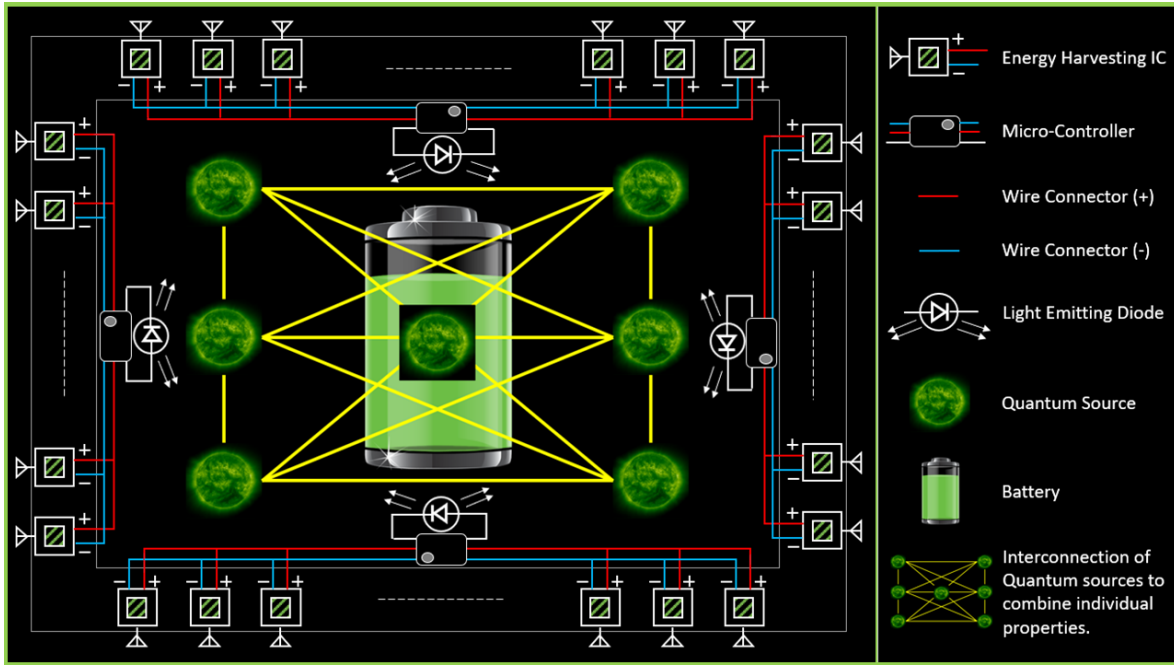 Energy Harvesting IC
Micro-Controller
Wire Connector (+)
Wire Connector (-)
Light Emitting Diode
Quantum Source
Battery
Interconnection of
Quantum sources to
combine individual
properties.